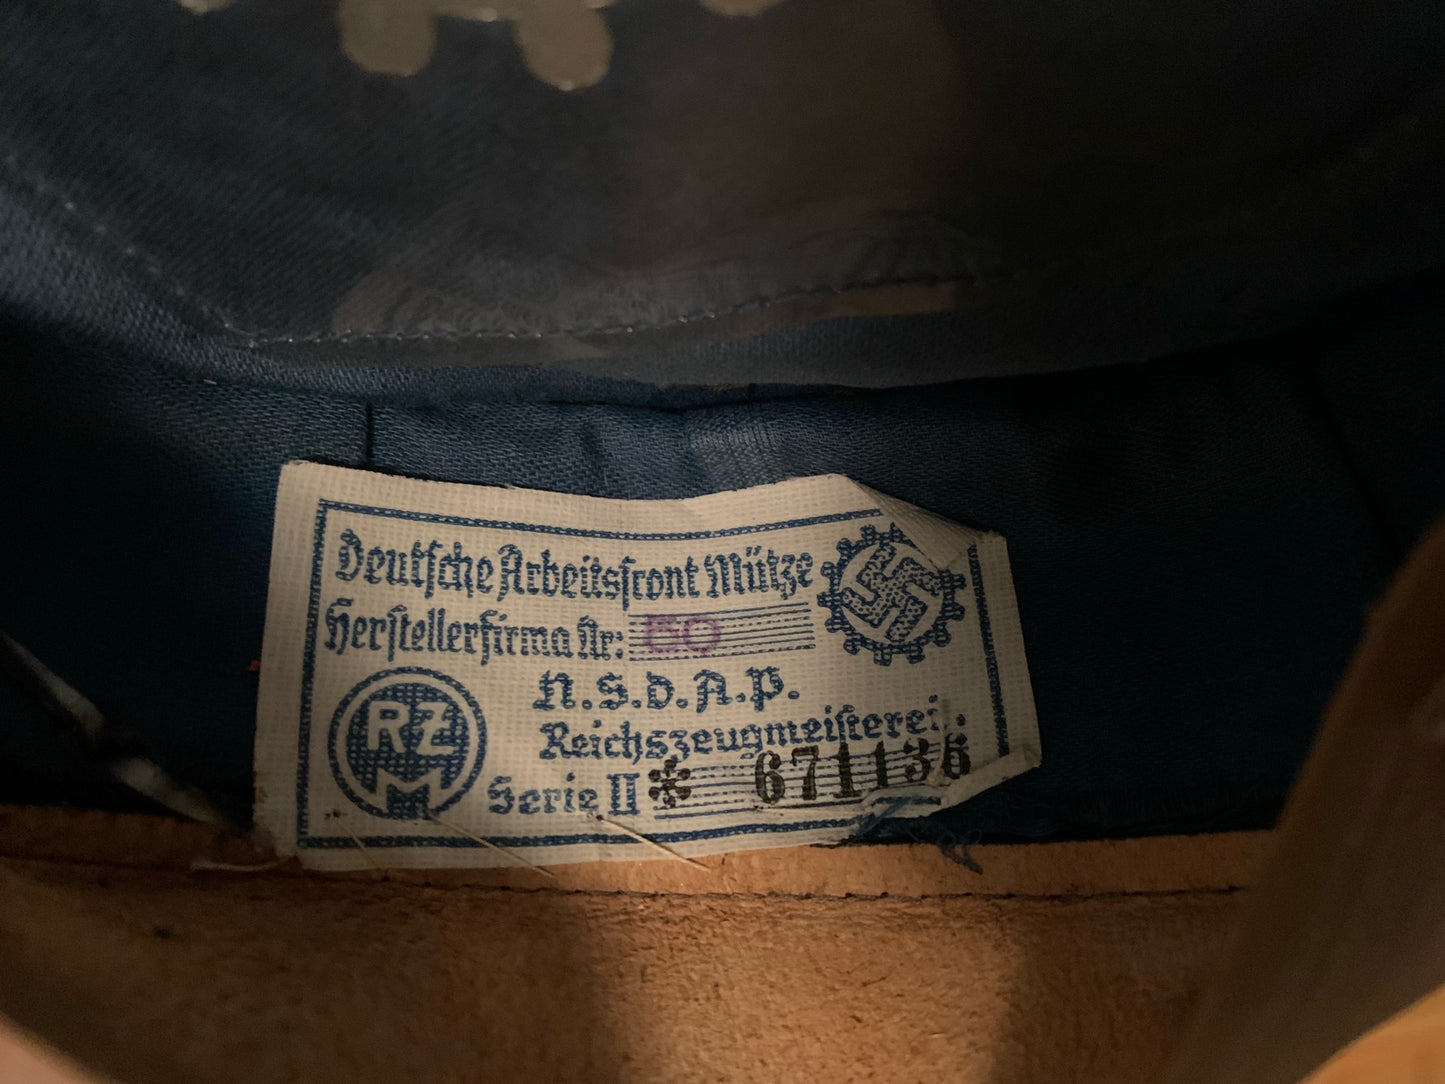 Deutsche Arbeitsfront Mütze
Herstellerfirma Nr: 60
N.S.D.A.P.
Reichszeugmeisterei.
Serie II * 671136
RZM